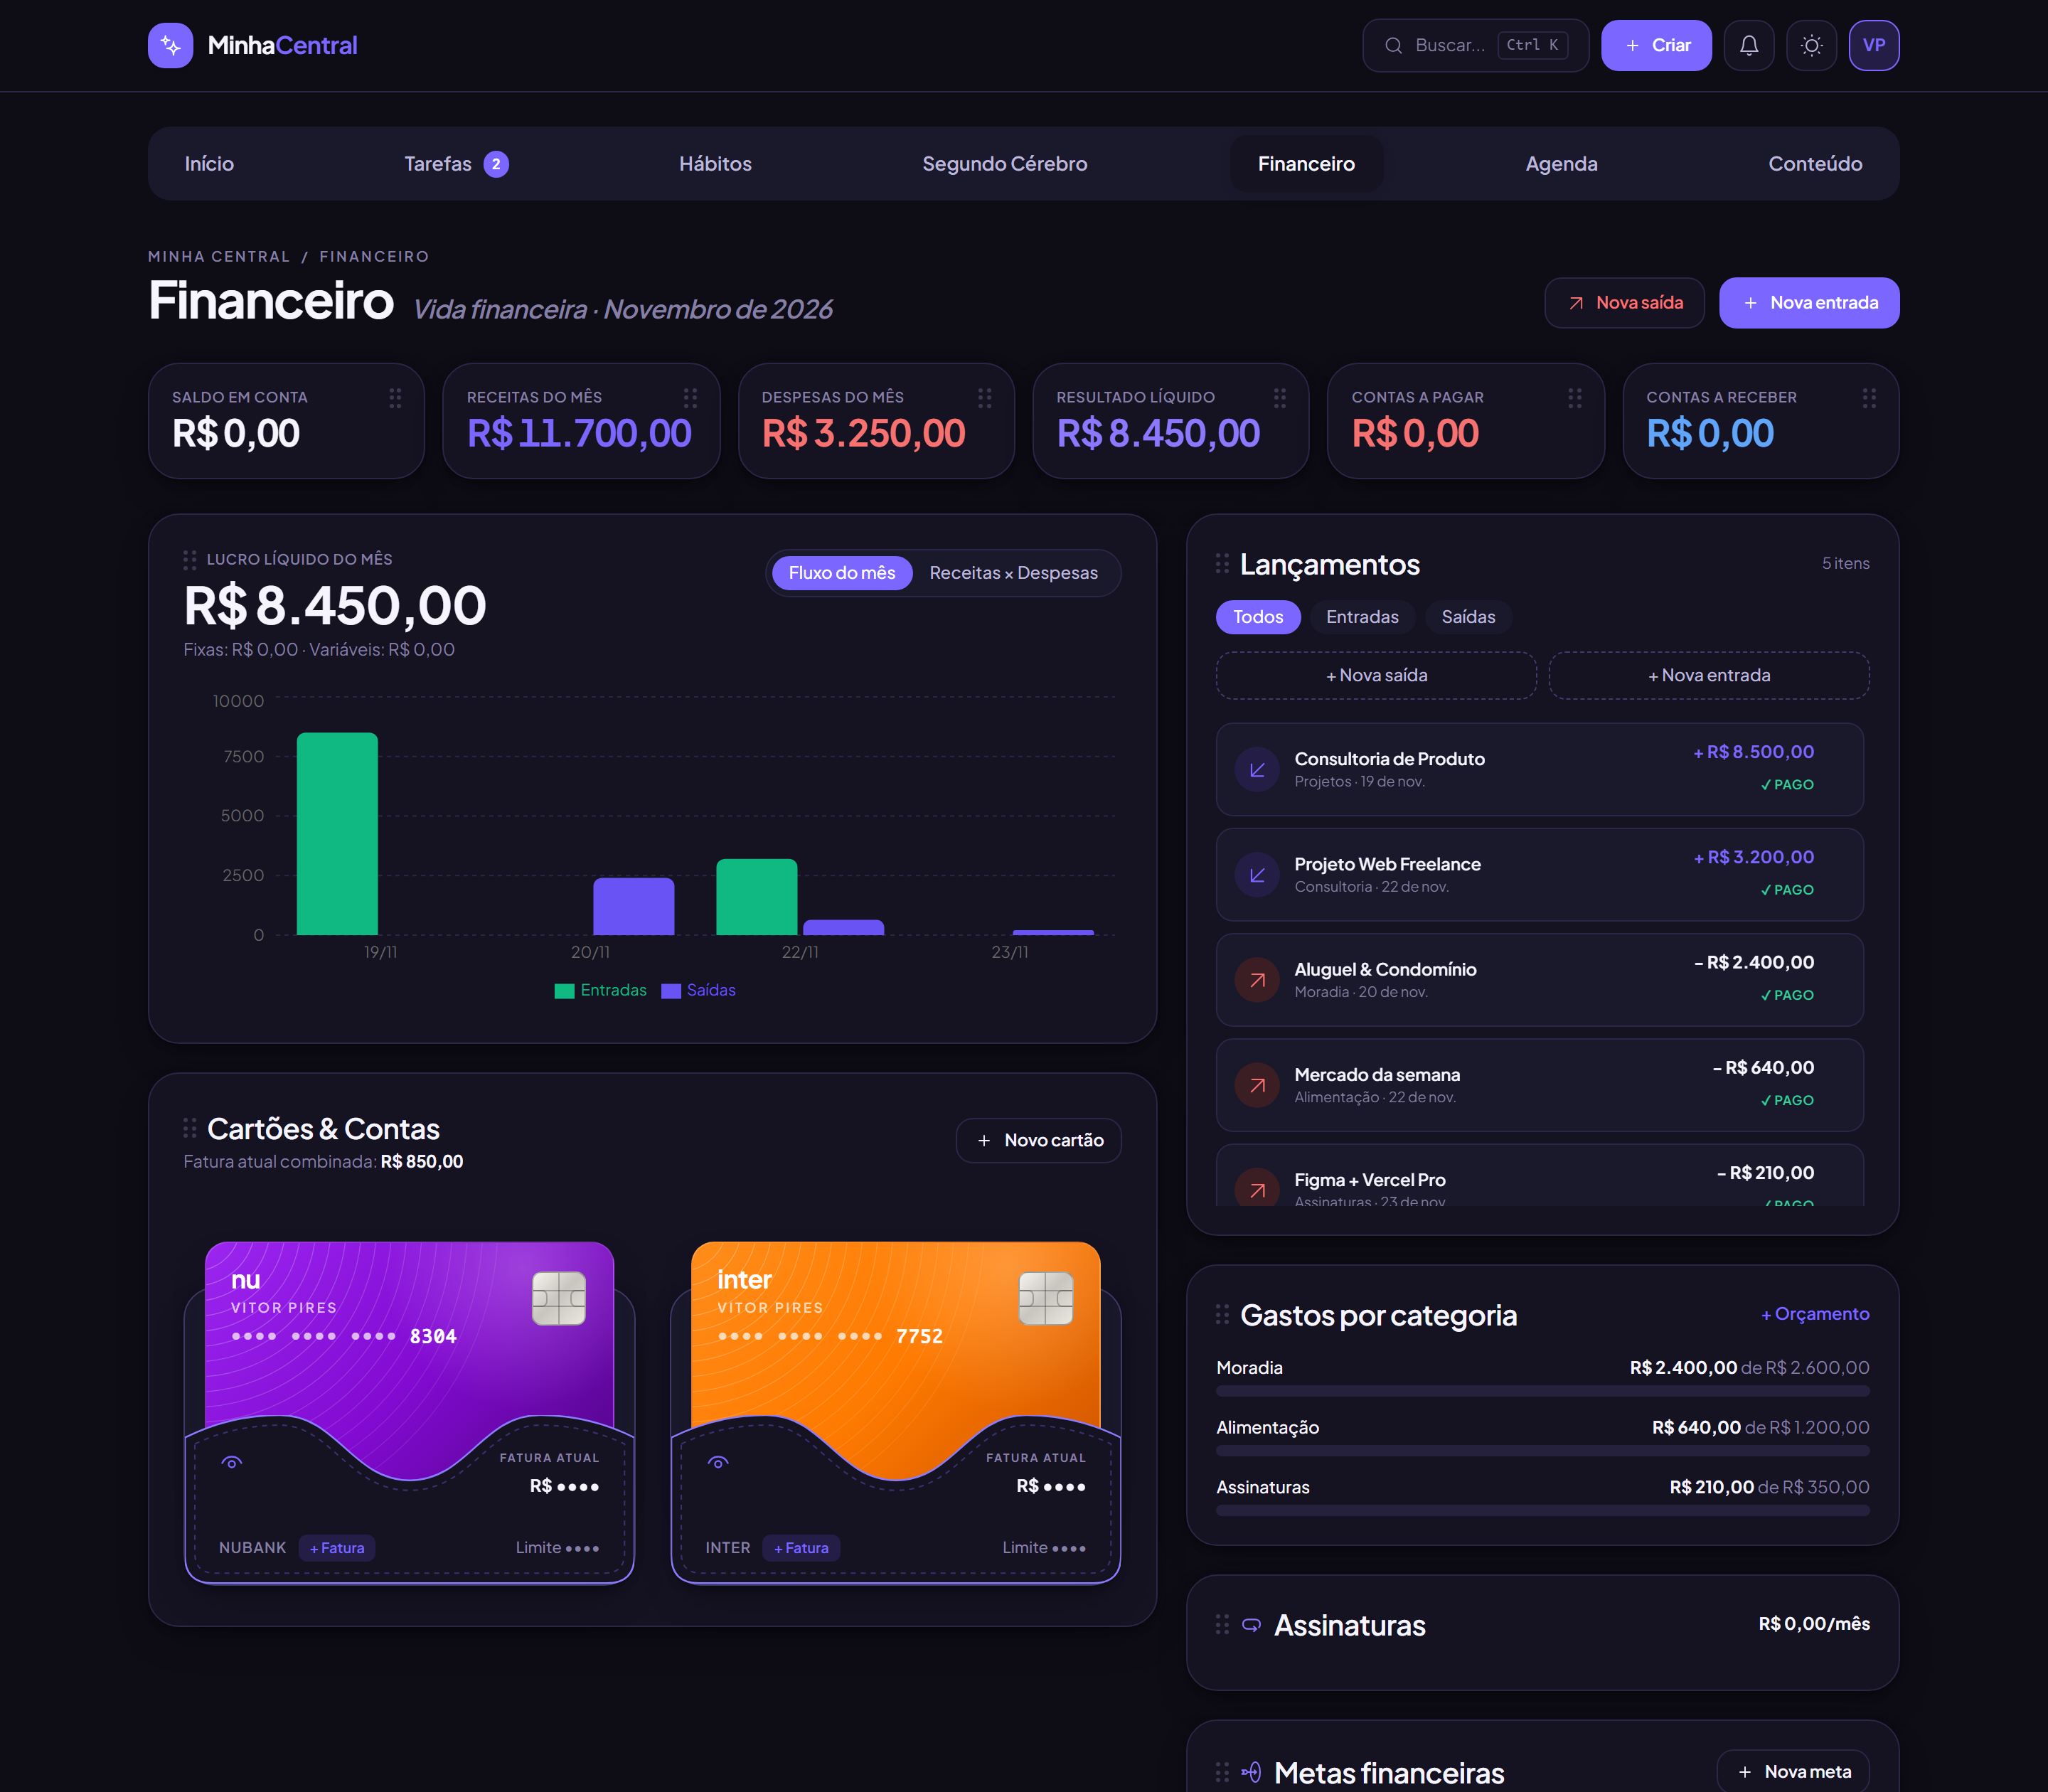 MinhaCentral
Buscar... Ctrl K
+ Criar
VP
Início
Tarefas 2
Hábitos
Segundo Cérebro
Financeiro
Agenda
Conteúdo
MINHA CENTRAL / FINANCEIRO
Financeiro Vida financeira · Novembro de 2026
Nova saída
+ Nova entrada
SALDO EM CONTA
R$ 0,00
RECEITAS DO MÊS
R$ 11.700,00
DESPESAS DO MÊS
R$ 3.250,00
RESULTADO LÍQUIDO
R$ 8.450,00
CONTAS A PAGAR
R$ 0,00
CONTAS A RECEBER
R$ 0,00
LUCRO LÍQUIDO DO MÊS
R$ 8.450,00
Fixas: R$ 0,00 · Variáveis: R$ 0,00
Fluxo do mês
Receitas × Despesas
10000
7500
5000
2500
0
19/11
20/11
22/11
23/11
Entradas
Saídas
Cartões & Contas
Fatura atual combinada: R$ 850,00
+ Novo cartão
nu
VITOR PIRES
•••• •••• •••• 8304
FATURA ATUAL
R$ ••••
NUBANK
+ Fatura
Limite ••••
inter
VITOR PIRES
•••• •••• •••• 7752
FATURA ATUAL
R$ ••••
INTER
+ Fatura
Limite ••••
Lançamentos
5 itens
Todos
Entradas
Saídas
+ Nova saída
+ Nova entrada
Consultoria de Produto
Projetos · 19 de nov.
+ R$ 8.500,00
✓ PAGO
Projeto Web Freelance
Consultoria · 22 de nov.
+ R$ 3.200,00
✓ PAGO
Aluguel & Condomínio
Moradia · 20 de nov.
− R$ 2.400,00
✓ PAGO
Mercado da semana
Alimentação · 22 de nov.
− R$ 640,00
✓ PAGO
Figma + Vercel Pro
Assinaturas · 23 de nov.
− R$ 210,00
✓ PAGO
Gastos por categoria
+ Orçamento
Moradia
R$ 2.400,00 de R$ 2.600,00
Alimentação
R$ 640,00 de R$ 1.200,00
Assinaturas
R$ 210,00 de R$ 350,00
Assinaturas
R$ 0,00/mês
Metas financeiras
+ Nova meta